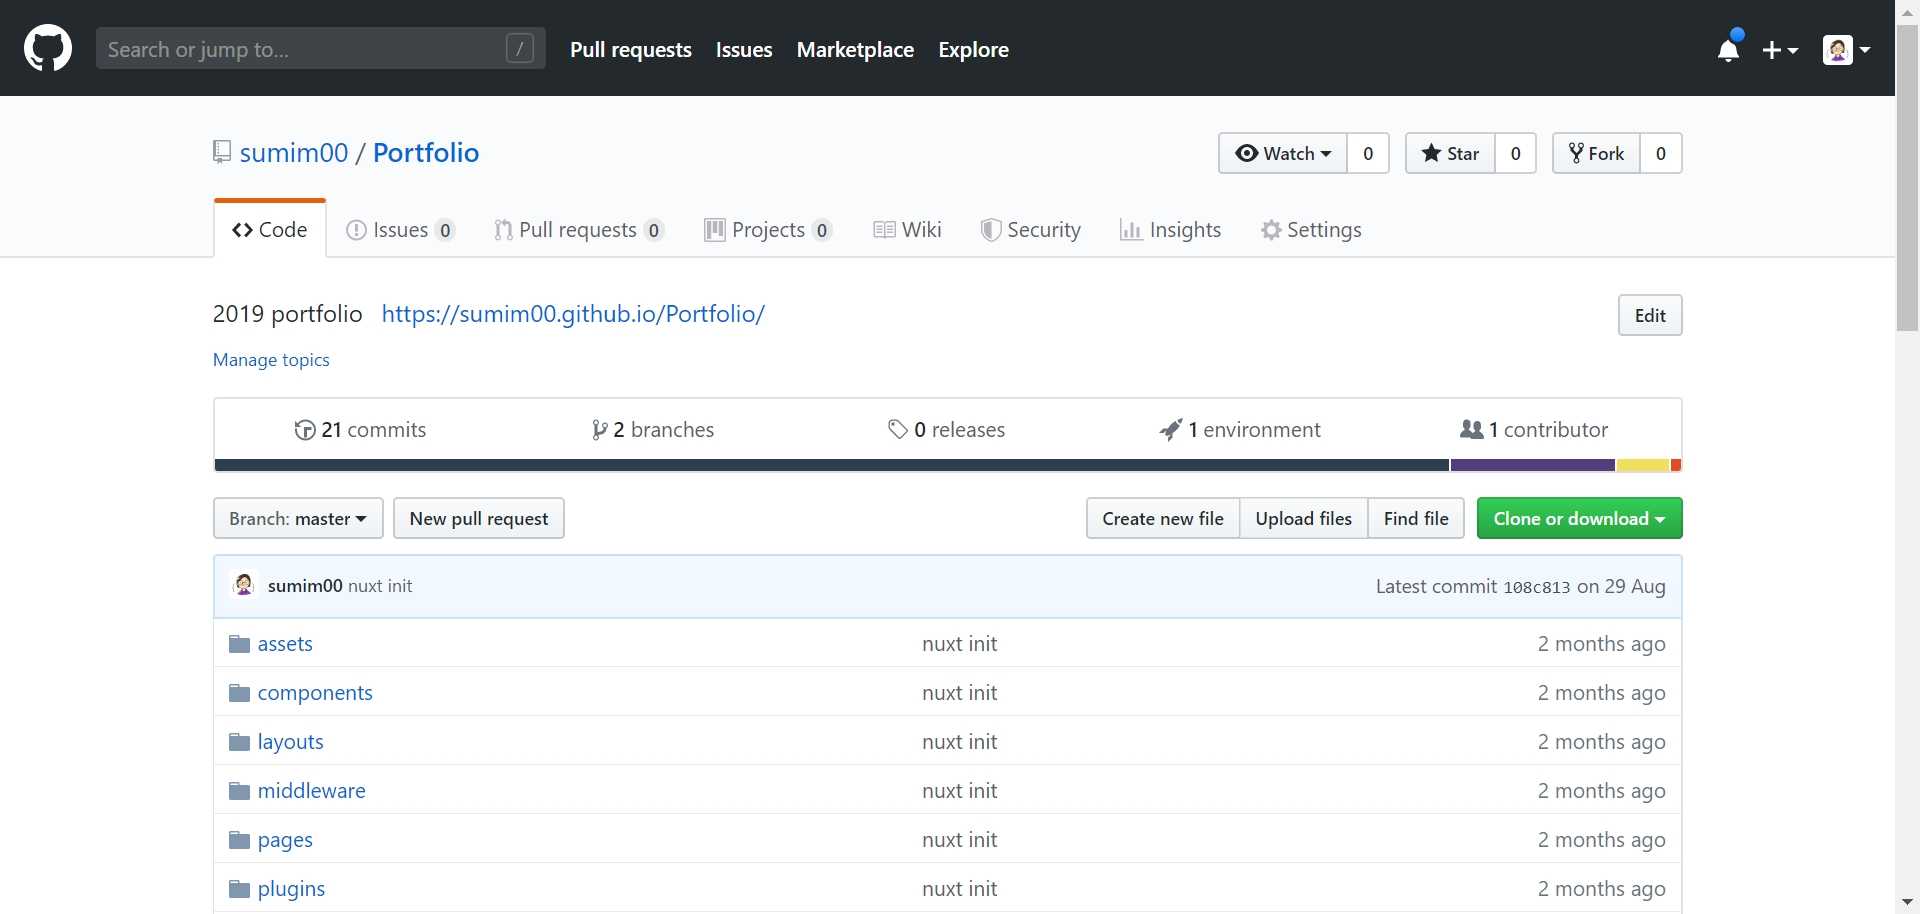 Search or jump to... / Pull requests Issues Marketplace Explore
sumim00 / Portfolio Watch 0 Star 0 Fork 0
Code Issues 0 Pull requests 0 Projects 0 Wiki Security Insights Settings
2019 portfolio https://sumim00.github.io/Portfolio/ Edit
Manage topics
21 commits 2 branches 0 releases 1 environment 1 contributor
Branch: master New pull request Create new file Upload files Find file Clone or download
sumim00 nuxt init Latest commit 108c813 on 29 Aug
assets nuxt init 2 months ago
components nuxt init 2 months ago
layouts nuxt init 2 months ago
middleware nuxt init 2 months ago
pages nuxt init 2 months ago
plugins nuxt init 2 months ago